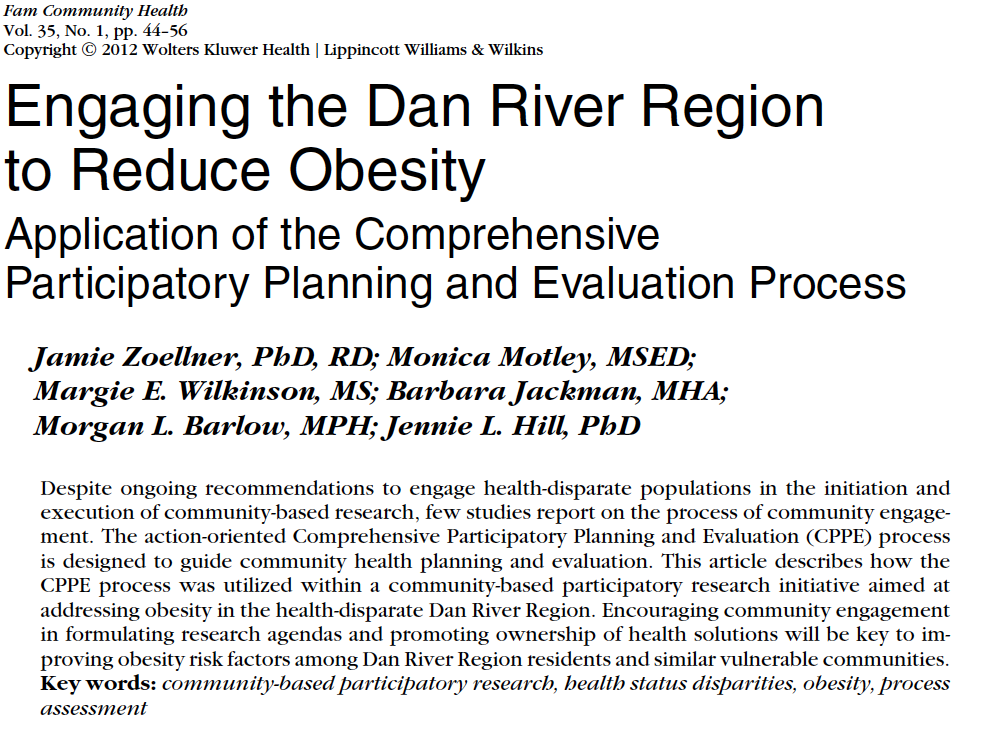 Fam Community Health
Vol. 35, No. 1, pp. 44–56
Copyright © 2012 Wolters Kluwer Health | Lippincott Williams & Wilkins
Engaging the Dan River Region
to Reduce Obesity
Application of the Comprehensive
Participatory Planning and Evaluation Process
Jamie Zoellner, PhD, RD; Monica Motley, MSED;
Margie E. Wilkinson, MS; Barbara Jackman, MHA;
Morgan L. Barlow, MPH; Jennie L. Hill, PhD
Despite ongoing recommendations to engage health-disparate populations in the initiation and
execution of community-based research, few studies report on the process of community engage-
ment. The action-oriented Comprehensive Participatory Planning and Evaluation (CPPE) process
is designed to guide community health planning and evaluation. This article describes how the
CPPE process was utilized within a community-based participatory research initiative aimed at
addressing obesity in the health-disparate Dan River Region. Encouraging community engagement
in formulating research agendas and promoting ownership of health solutions will be key to im-
proving obesity risk factors among Dan River Region residents and similar vulnerable communities.
Key words: community-based participatory research, health status disparities, obesity, process
assessment